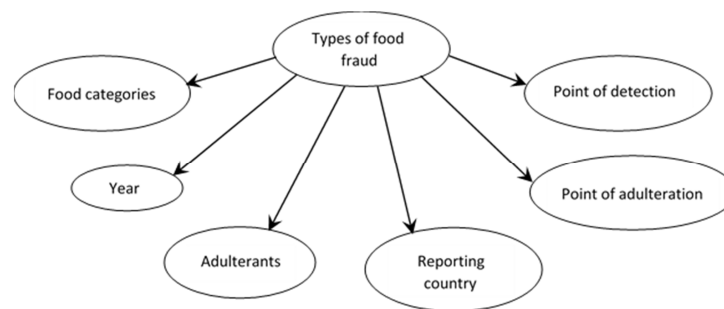 Types of food
fraud
Food categories
Point of detection
Year
Point of adulteration
Adulterants
Reporting
country